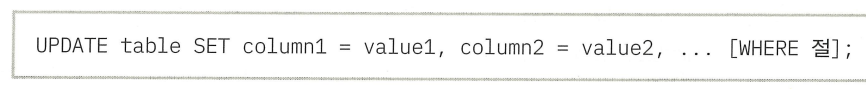 UPDATE table SET column1 = value1, column2 = value2, ... [WHERE 절];